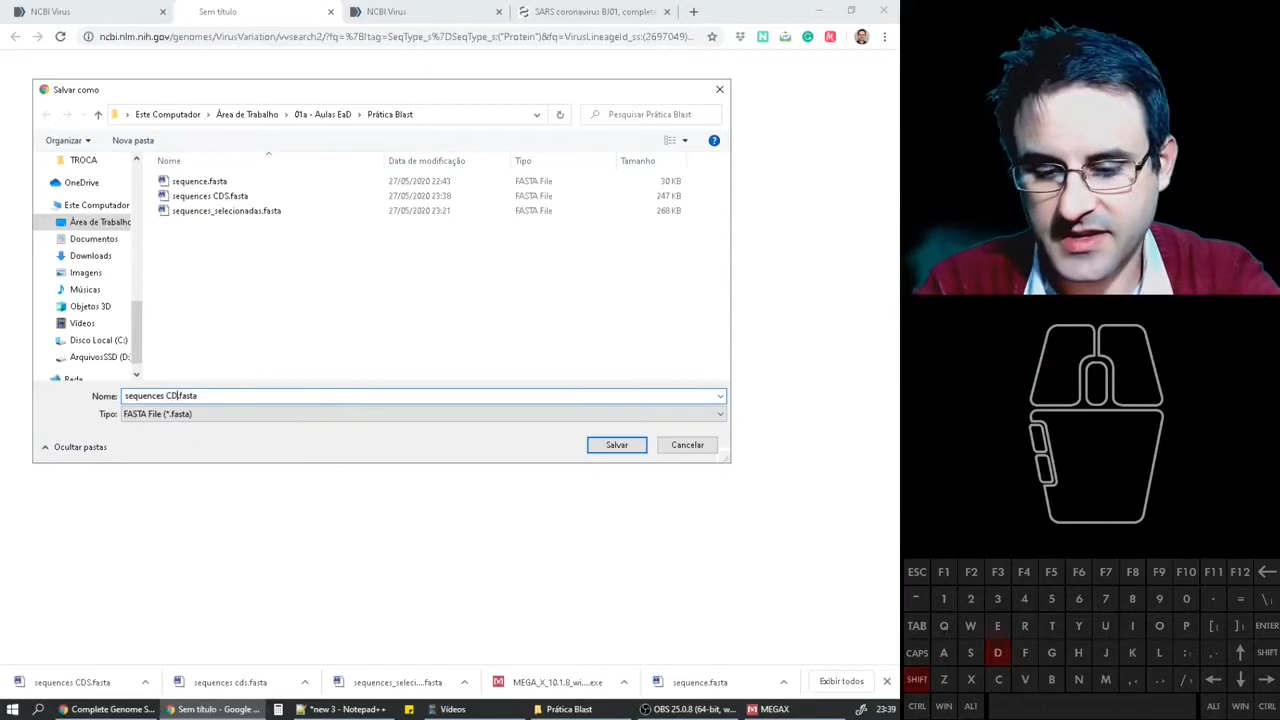 NCBI Virus
Sem título
NCBI Virus
SARS coronavirus BJ01, complete
ncbi.nlm.nih.gov/genomes/VirusVariation/vvsearch2/?fq=%7B!tag=SeqType_s%7DSeqType_s:("Protein")&fq=VirusLineageId_ss:(2697049)...
Salvar como
Este Computador > Área de Trabalho > 01a - Aulas EaD > Prática Blast
Pesquisar Prática Blast
Organizar
Nova pasta
TROCA
OneDrive
Este Computador
Área de Trabalho
Documentos
Downloads
Imagens
Músicas
Objetos 3D
Vídeos
Disco Local (C:)
ArquivosSSD (D:
Rede
Nome Data de modificação Tipo Tamanho
sequence.fasta 27/05/2020 22:43 FASTA File 30 KB
sequences CDS.fasta 27/05/2020 23:38 FASTA File 247 KB
sequences_selecionadas.fasta 27/05/2020 23:21 FASTA File 268 KB
Nome: sequences CD.fasta
Tipo: FASTA File (*.fasta)
Ocultar pastas
Salvar
Cancelar
sequences CDS.fasta
sequences cds.fasta
sequences_seleci....fasta
MEGA_X_10.1.8_wi....exe
sequence.fasta
Exibir todos
Complete Genome S...
Sem título - Google ...
*new 3 - Notepad++
Vídeos
Prática Blast
OBS 25.0.8 (64-bit, w...
MEGAX
23:39
ESC F1 F2 F3 F4 F5 F6 F7 F8 F9 F10 F11 F12 ←
~ 1 2 3 4 5 6 7 8 9 0 - = \|
TAB Q W E R T Y U I O P [{ ]} ENTER
CAPS A S D F G H J K L ;: ↑ SHIFT
SHIFT Z X C V B N M ,< .> /? ← ↓ →
CTRL WIN ALT ALT WIN CTRL